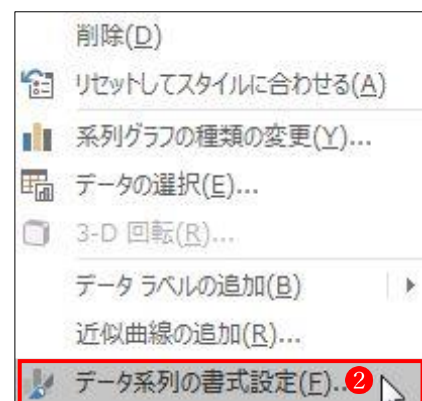 削除(D)
リセットしてスタイルに合わせる(A)
系列グラフの種類の変更(Y)...
データの選択(E)...
3-D 回転(R)...
データ ラベルの追加(B)
近似曲線の追加(R)...
データ系列の書式設定(F)...2